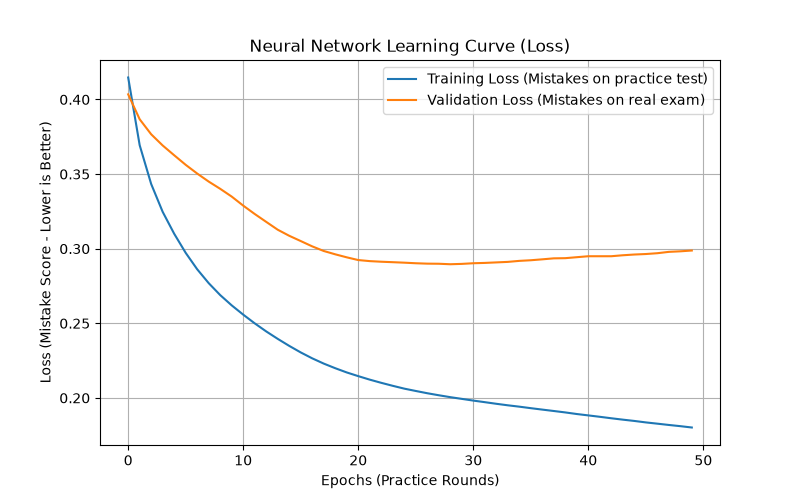 Neural Network Learning Curve (Loss)
Training Loss (Mistakes on practice test)
Validation Loss (Mistakes on real exam)
Loss (Mistake Score - Lower is Better)
0.40
0.35
0.30
0.25
0.20
0
10
20
30
40
50
Epochs (Practice Rounds)